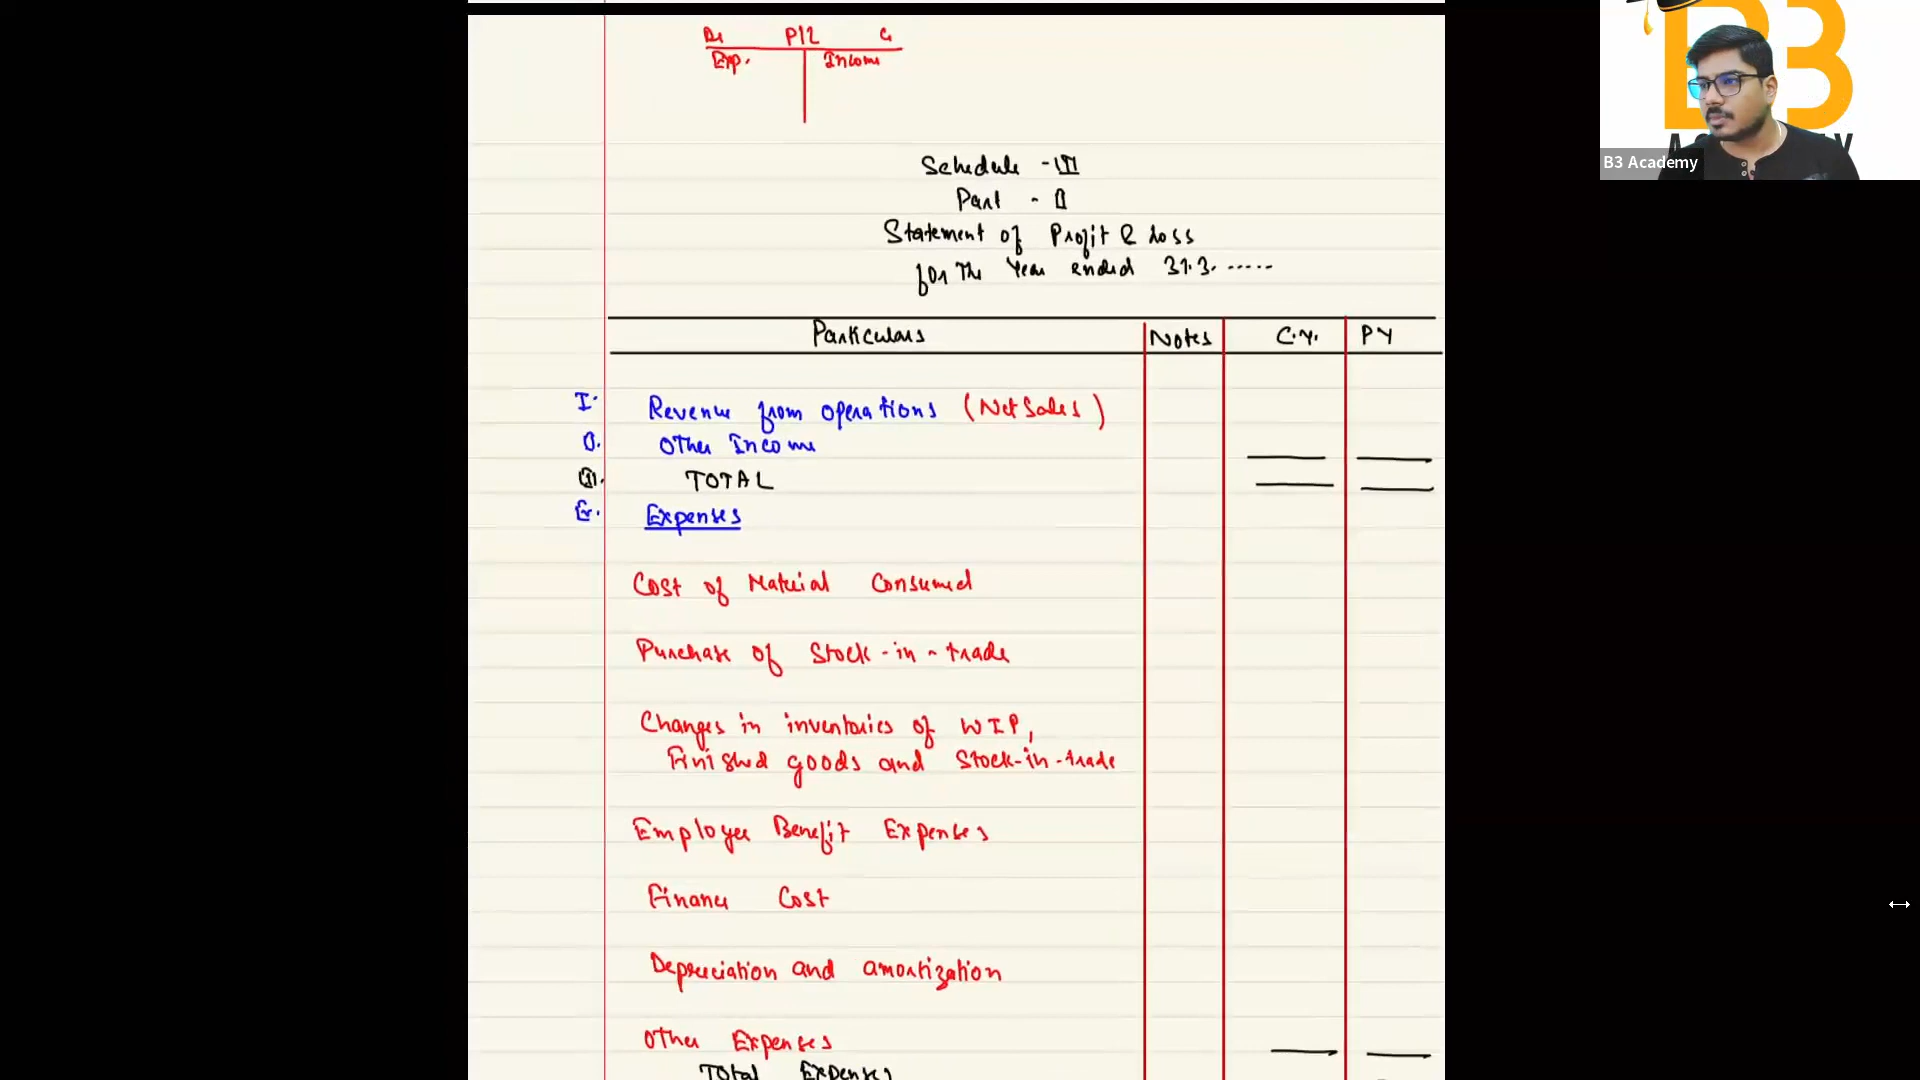 Dr P/L Cr
Exp. Income
Schedule - III
Part - II
Statement of Profit & Loss
for the Year ended 31.3. .....
Particulars Notes C.Y. PY
I. Revenue from operations (Net Sales)
II. Other Income
III. TOTAL
IV. Expenses
Cost of Material Consumed
Purchase of Stock-in-trade
Changes in inventories of WIP,
Finished goods and Stock-in-trade
Employee Benefit Expenses
Finance Cost
Depreciation and amortization
Other Expenses
Total Expenses
B3
B3 Academy